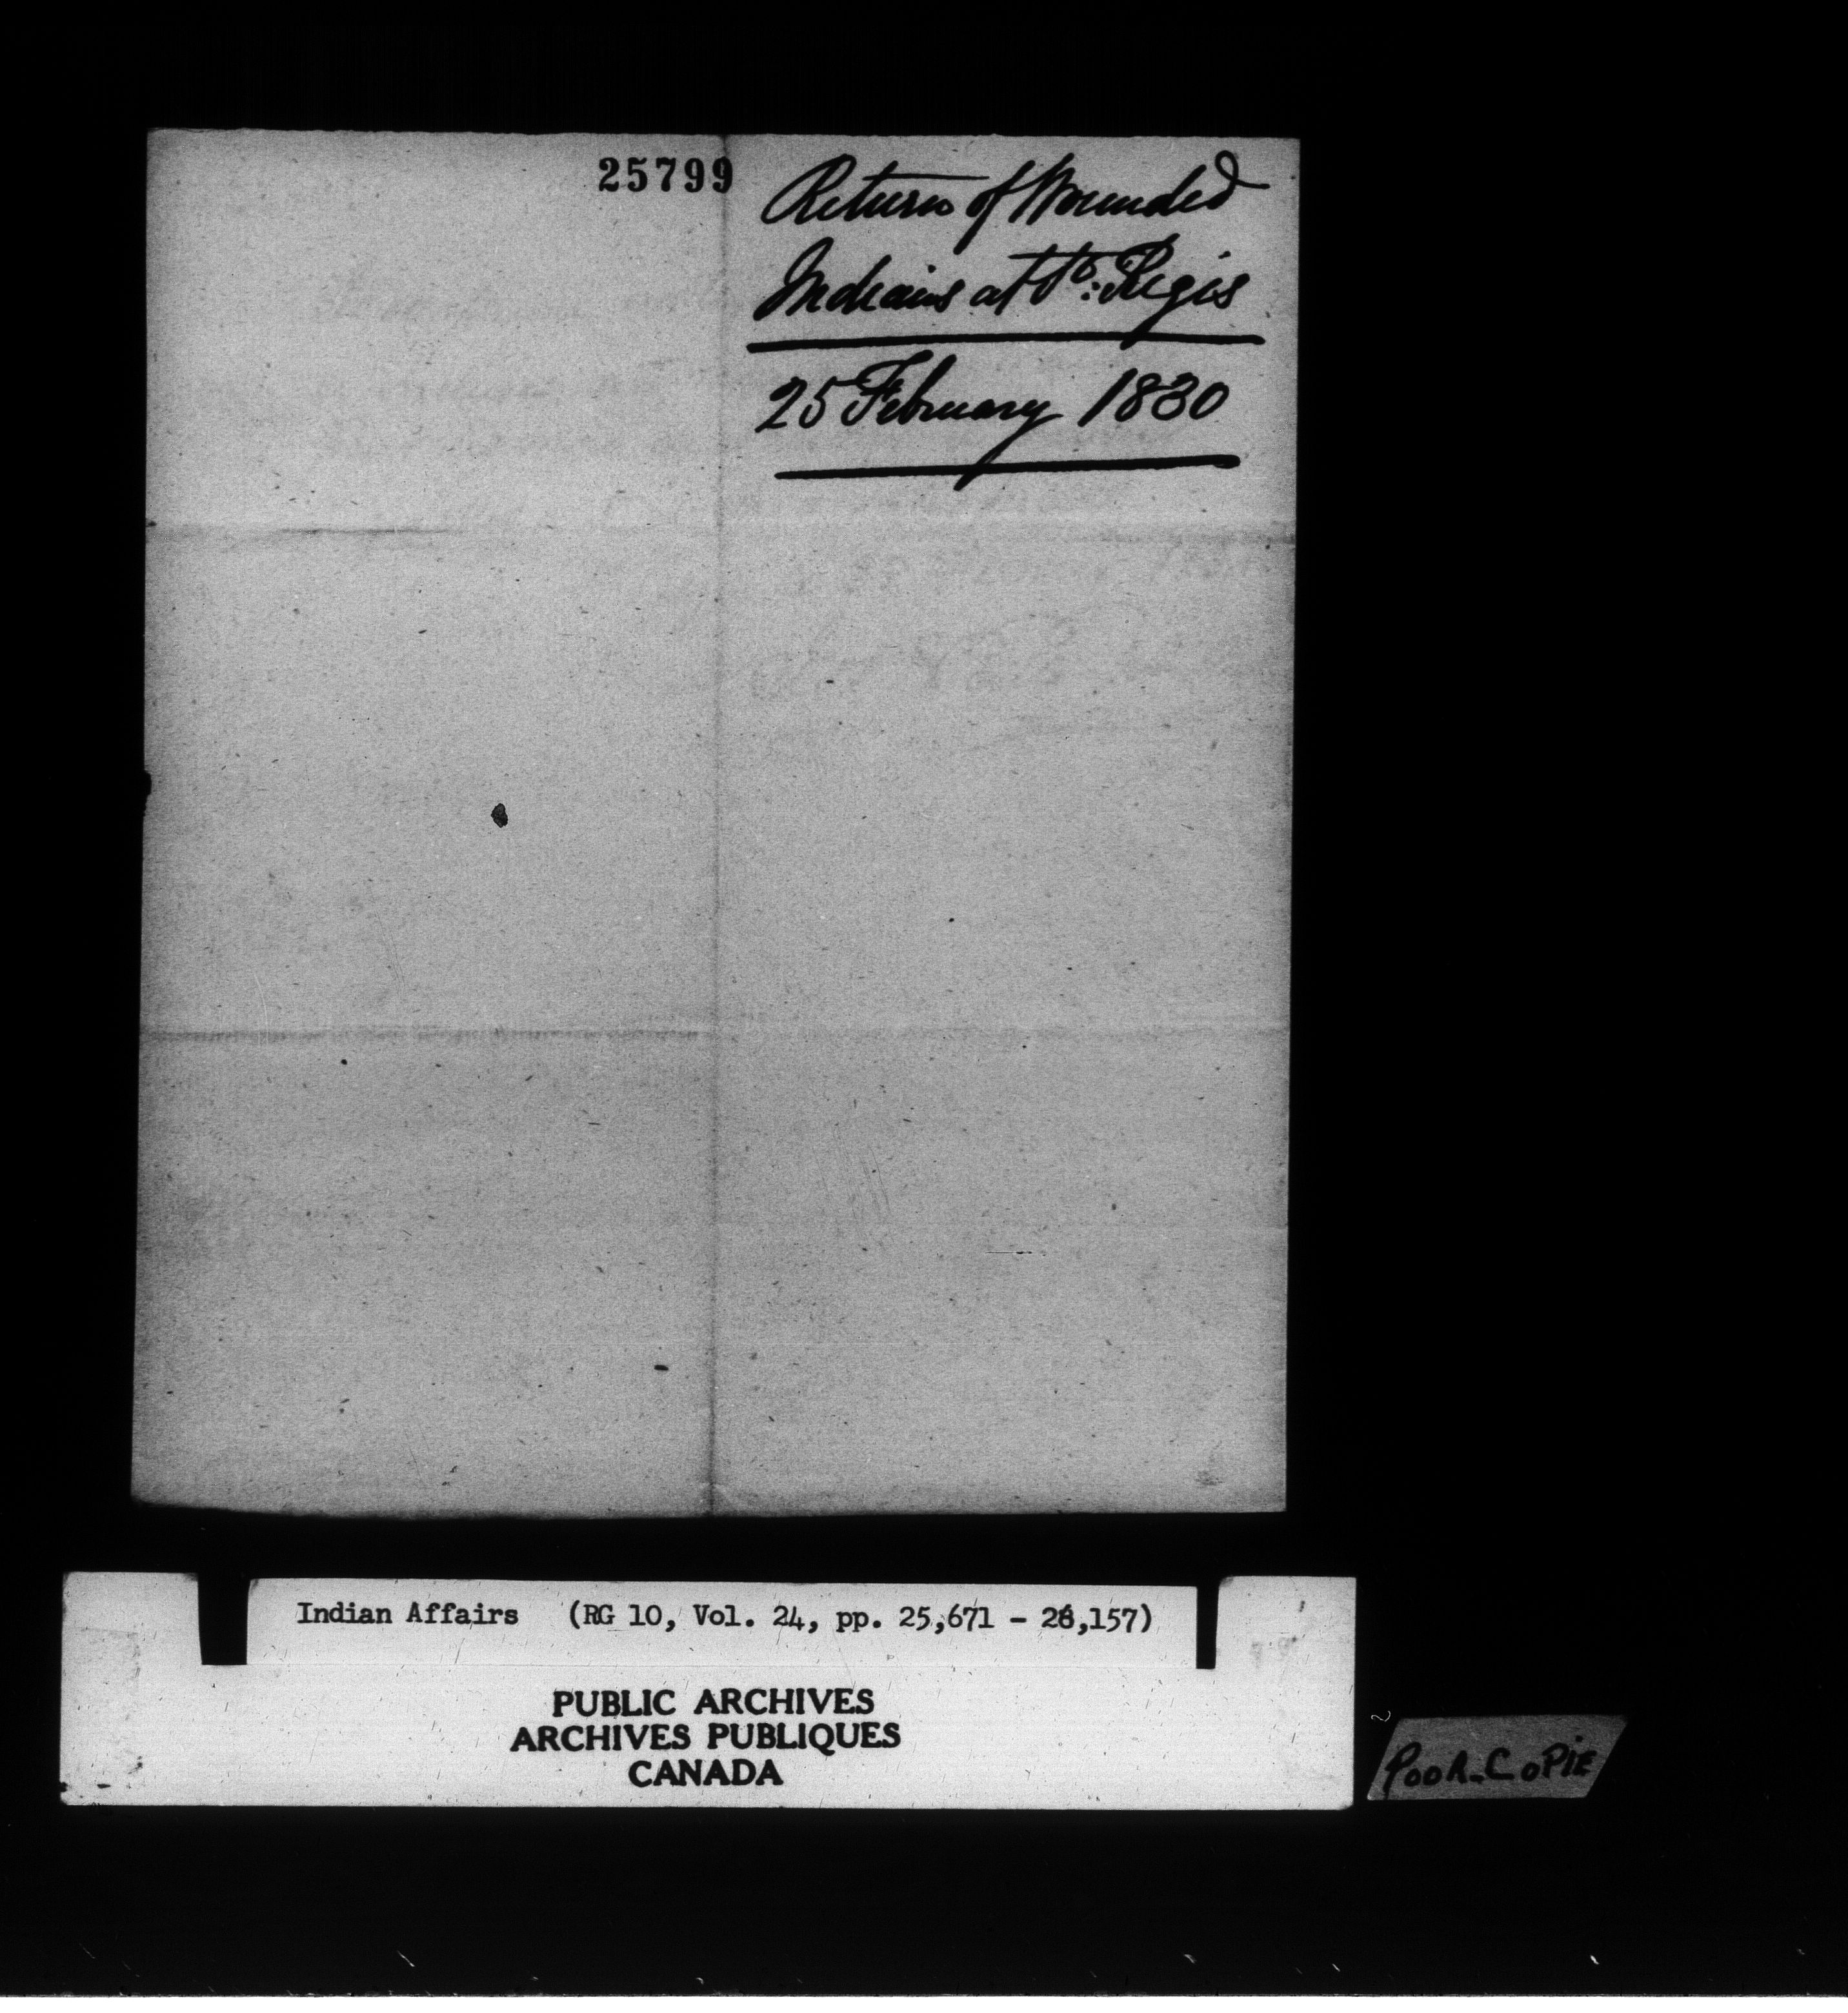 25799
Return of Wounded
Indians at St: Regis
25 February 1830
Indian Affairs (RG 10, Vol. 24, pp. 25,671 - 26,157)
PUBLIC ARCHIVES
ARCHIVES PUBLIQUES
CANADA
POOR-COPIE